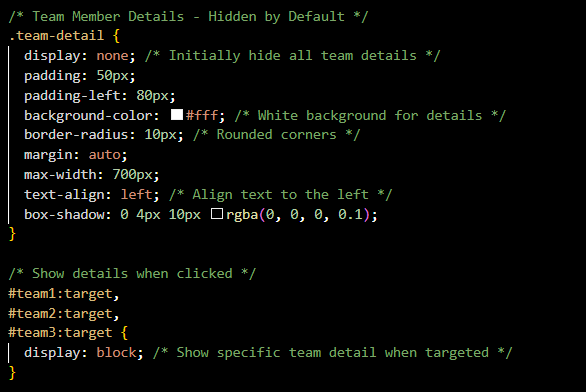 /* Team Member Details - Hidden by Default */
.team-detail {
display: none; /* Initially hide all team details */
padding: 50px;
padding-left: 80px;
background-color: #fff; /* White background for details */
border-radius: 10px; /* Rounded corners */
margin: auto;
max-width: 700px;
text-align: left; /* Align text to the left */
box-shadow: 0 4px 10px rgba(0, 0, 0, 0.1);
}
/* Show details when clicked */
#team1:target,
#team2:target,
#team3:target {
display: block; /* Show specific team detail when targeted */
}